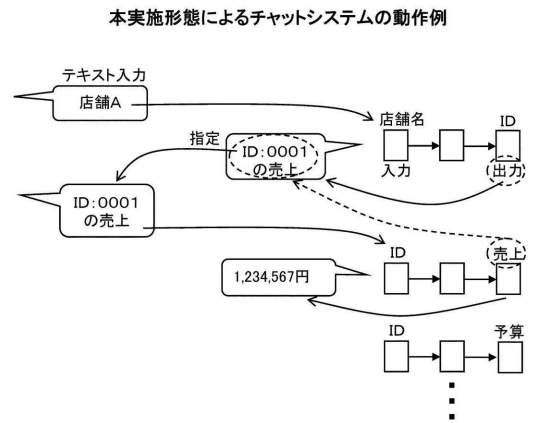 本実施形態によるチャットシステムの動作例
テキスト入力
店舗A
店舗名
ID
指定
ID:0001
の売上
入力
出力
ID:0001
の売上
ID
売上
1,234,567円
ID
予算